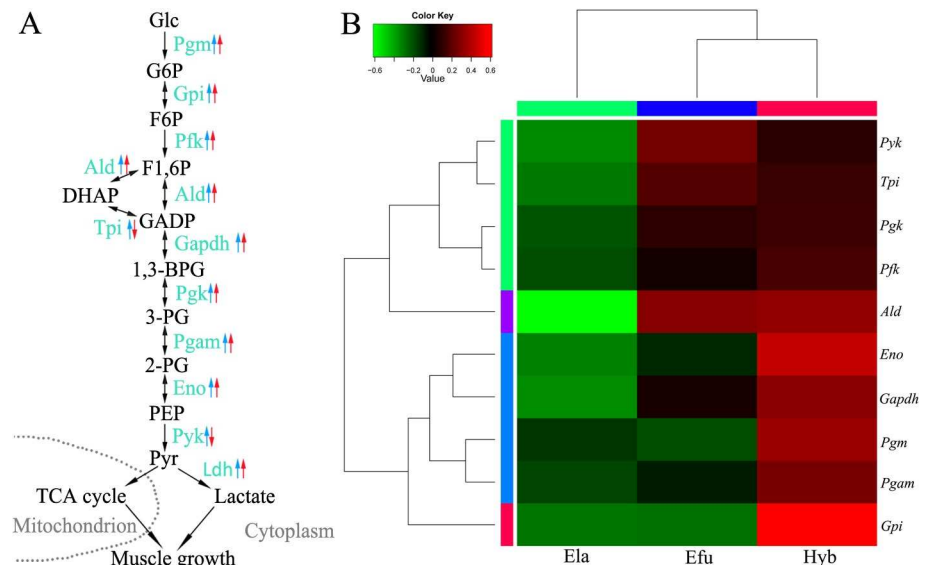 A
Glc
Pgm
G6P
Gpi
F6P
Pfk
Ald
F1,6P
DHAP
Ald
Tpi
GADP
Gapdh
1,3-BPG
Pgk
3-PG
Pgam
2-PG
Eno
PEP
Pyk
Pyr
Ldh
TCA cycle
Lactate
Mitochondrion
Cytoplasm
Muscle growth
B
Color Key
−0.6 −0.2 0 0.2 0.4 0.6
Value
Pyk
Tpi
Pgk
Pfk
Ald
Eno
Gapdh
Pgm
Pgam
Gpi
Ela Efu Hyb